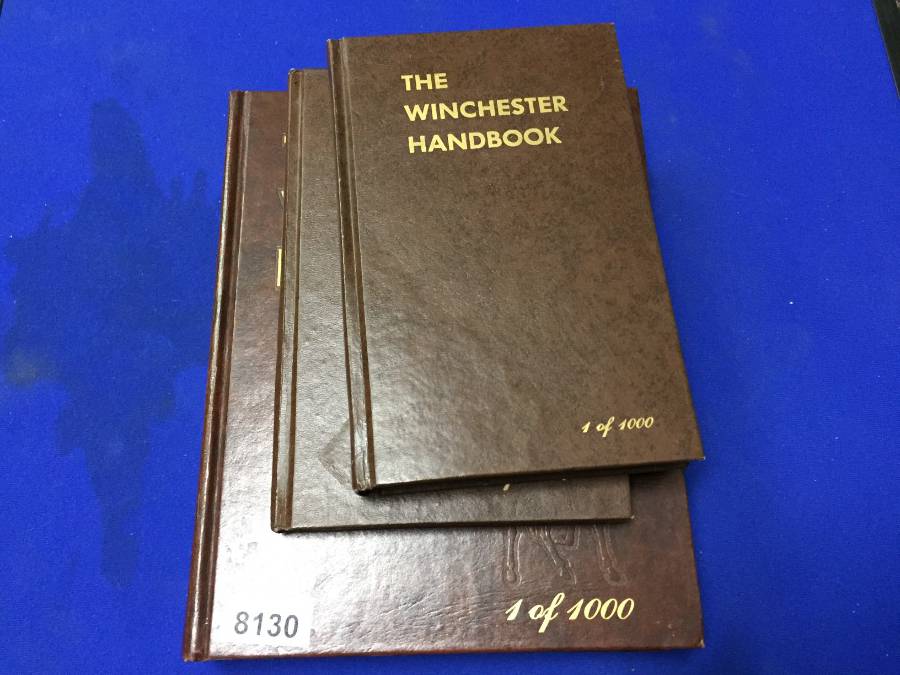 THE
WINCHESTER
HANDBOOK
1 of 1000
1 of 1000
8130